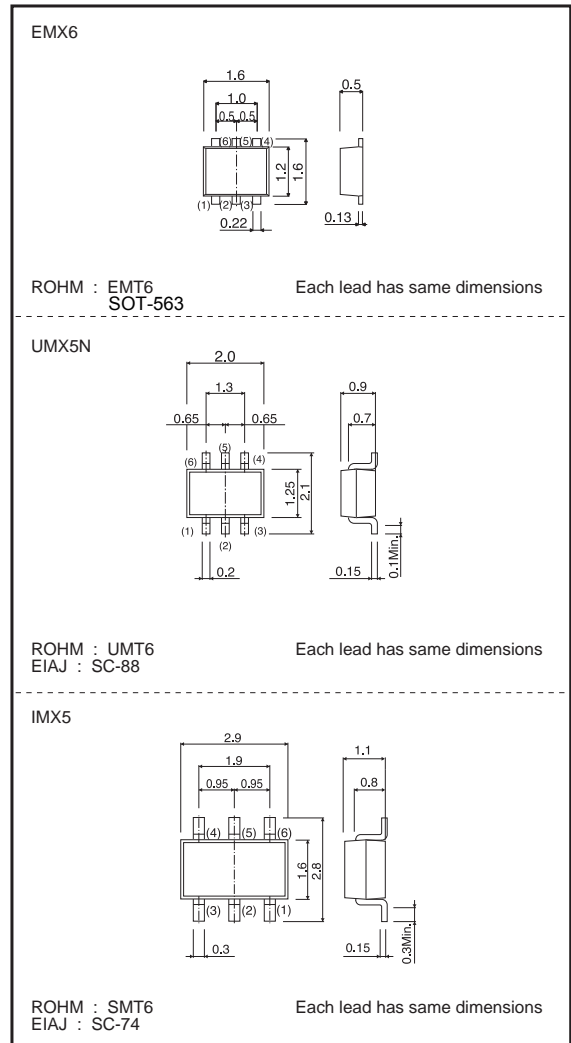 EMX6
1.6
0.5
1.0
0.5 0.5
(6) (5) (4)
1.2
1.6
(1) (2) (3)
0.22
0.13
ROHM : EMT6
Each lead has same dimensions
SOT-563
UMX5N
2.0
0.9
1.3
0.7
0.65
0.65
(5)
(6)
(4)
1.25
2.1
(1)
(3)
(2)
0.2
0.15
0.1Min.
ROHM : UMT6
Each lead has same dimensions
EIAJ : SC-88
IMX5
2.9
1.1
1.9
0.8
0.95 0.95
(4) (5) (6)
1.6
2.8
(3) (2) (1)
0.3
0.15
0.3Min.
ROHM : SMT6
Each lead has same dimensions
EIAJ : SC-74